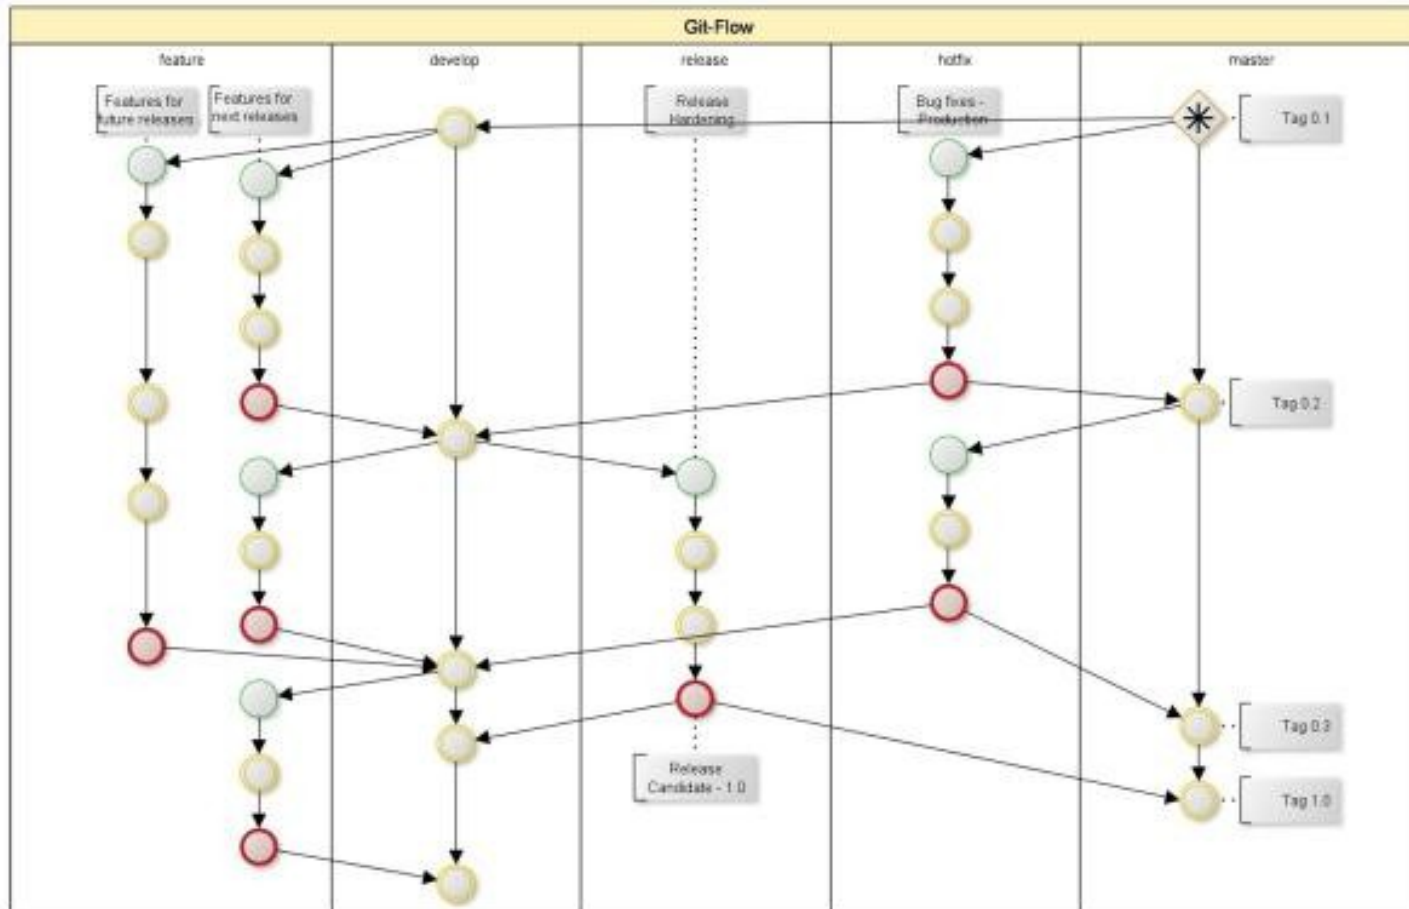 Git-Flow
feature
develop
release
hotfix
master
Features for
future releases
Features for
next releases
Release
Hardening
Bug fixes -
Production
Tag 0.1
Tag 0.2
Tag 0.3
Release
Candidate - 1.0
Tag 1.0